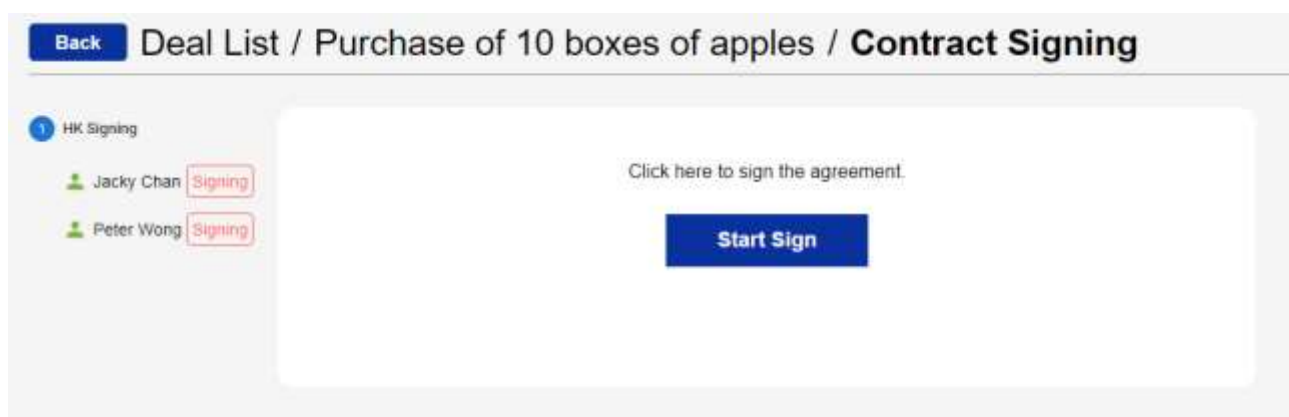 Back Deal List / Purchase of 10 boxes of apples / Contract Signing
1 HK Signing
Jacky Chan Signing
Peter Wong Signing
Click here to sign the agreement.
Start Sign